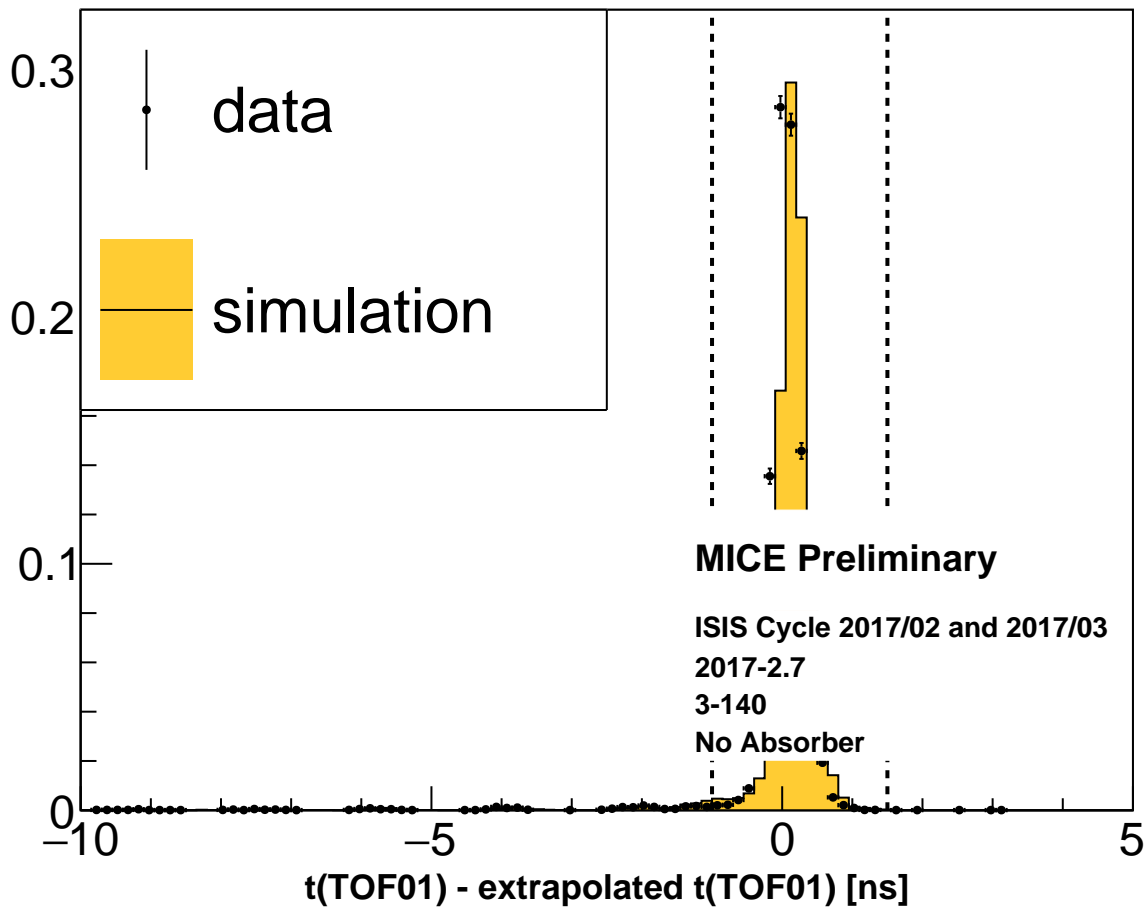 0.3
data
0.2
simulation
0.1
MICE Preliminary
ISIS Cycle 2017/02 and 2017/03
2017-2.7
3-140
No Absorber
0
−10
−5
0
5
t(TOF01) - extrapolated t(TOF01) [ns]